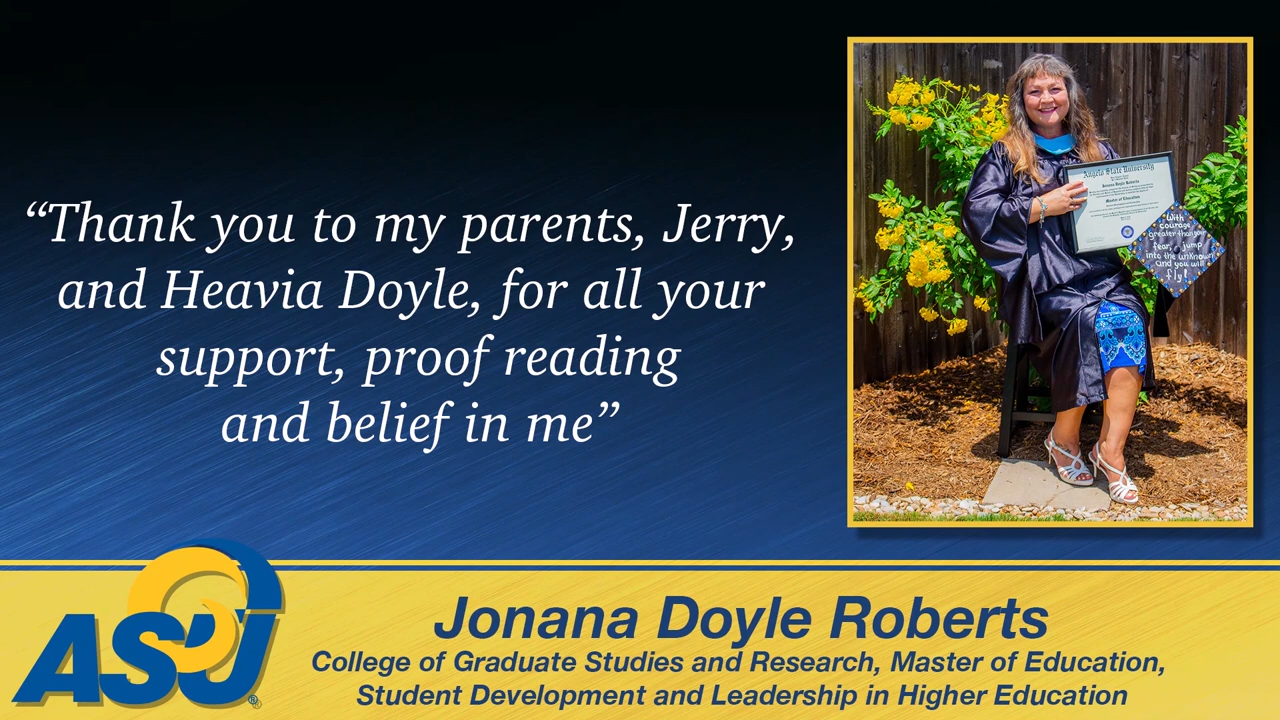 “Thank you to my parents, Jerry,
and Heavia Doyle, for all your
support, proof reading
and belief in me”
Angelo State University
Jonana Doyle Roberts
Master of Education
With
courage
greater than your
fear, jump
into the unknown
and you will
fly!
ASU
®
Jonana Doyle Roberts
College of Graduate Studies and Research, Master of Education,
Student Development and Leadership in Higher Education